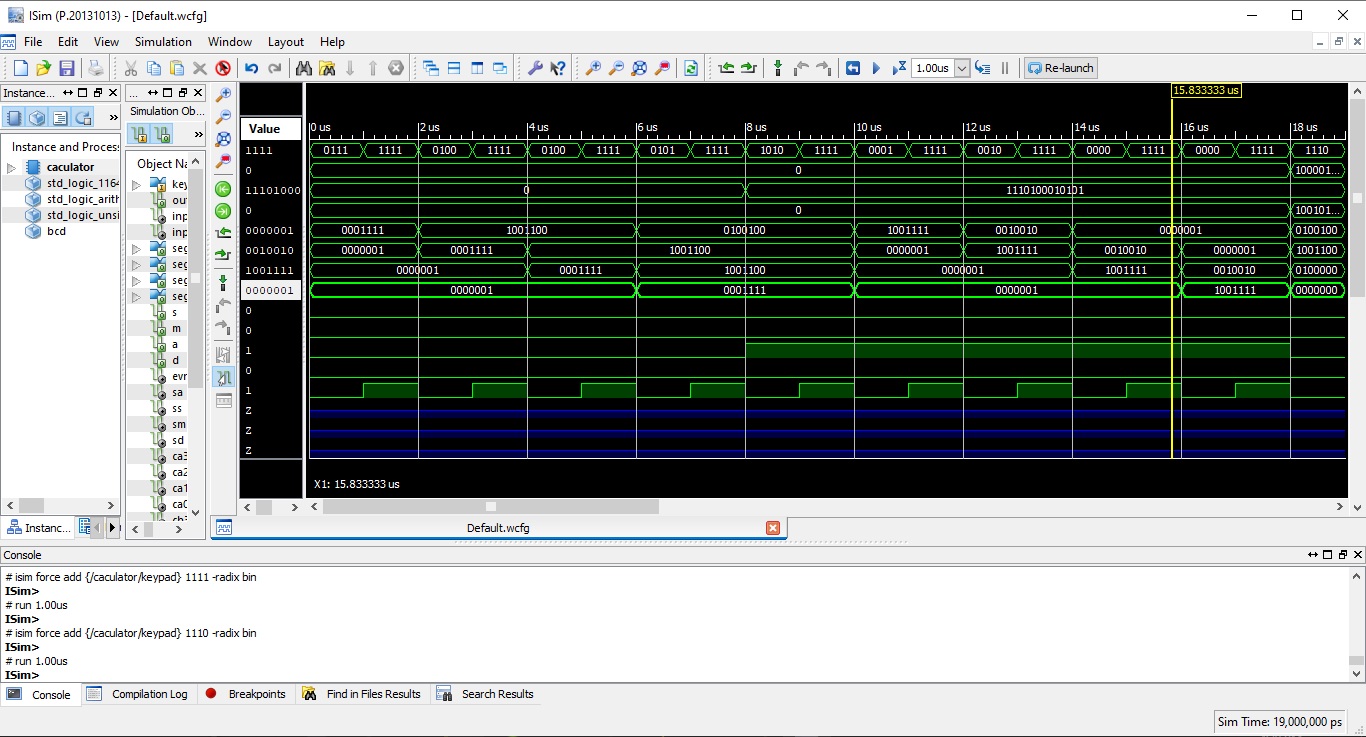 ISim (P.20131013) - [Default.wcfg]
File Edit View Simulation Window Layout Help
1.00us Re-launch
Instance...
...
Simulation Ob...
Instance and Process
caculator
std_logic_1164
std_logic_arith
std_logic_unsi
bcd
Object Na
key
out
inp
inp
seg
seg
seg
seg
s
m
a
d
evr
sa
ss
sm
sd
ca3
ca2
ca1
ca0
Value
1111
0
11101000
0
0000001
0010010
1001111
0000001
0
0
1
0
1
Z
Z
Z
15.833333 us
0 us 2 us 4 us 6 us 8 us 10 us 12 us 14 us 16 us 18 us
0111 1111 0100 1111 0100 1111 0101 1111 1010 1111 0001 1111 0010 1111 0000 1111 0000 1111 1110
0 100001...
0 1110100010101
0 100101...
0001111 1001100 0100100 1001111 0010010 0000001 0100100
0000001 0001111 1001100 0000001 1001111 0010010 0000001 1001100
0000001 0001111 1001100 0000001 1001111 0010010 0100000
0000001 0001111 0000001 1001111 0000000
X1: 15.833333 us
Instanc...
Default.wcfg
Console
# isim force add {/caculator/keypad} 1111 -radix bin
ISim>
# run 1.00us
ISim>
# isim force add {/caculator/keypad} 1110 -radix bin
ISim>
# run 1.00us
ISim>
Console Compilation Log Breakpoints Find in Files Results Search Results
Sim Time: 19,000,000 ps